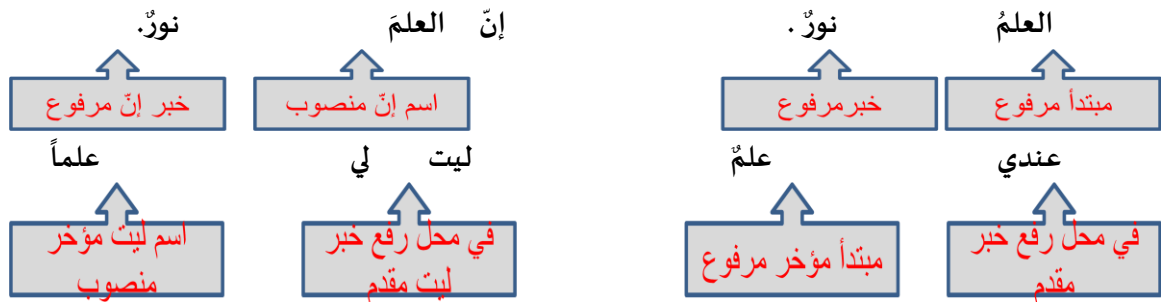 العلمُ نورٌ . إنّ العلمَ نورٌ.
مبتدأ مرفوع خبرمرفوع اسم إنّ منصوب خبر إنّ مرفوع
عندي علمٌ ليت لي علماً
في محل رفع خبر مبتدأ مؤخر مرفوع في محل رفع خبر اسم ليت مؤخر
مقدم ليت مقدم منصوب